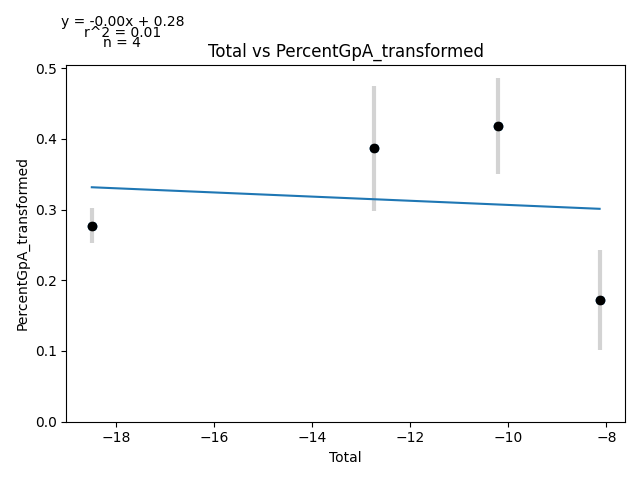 y = -0.00x + 0.28
r^2 = 0.01
n = 4
Total vs PercentGpA_transformed
0.5
0.4
0.3
0.2
0.1
0.0
PercentGpA_transformed
−18 −16 −14 −12 −10 −8
Total